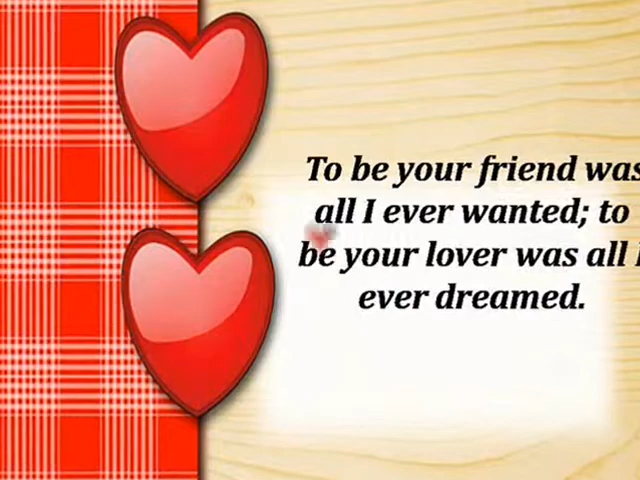 To be your friend was
all I ever wanted; to
be your lover was all I
ever dreamed.